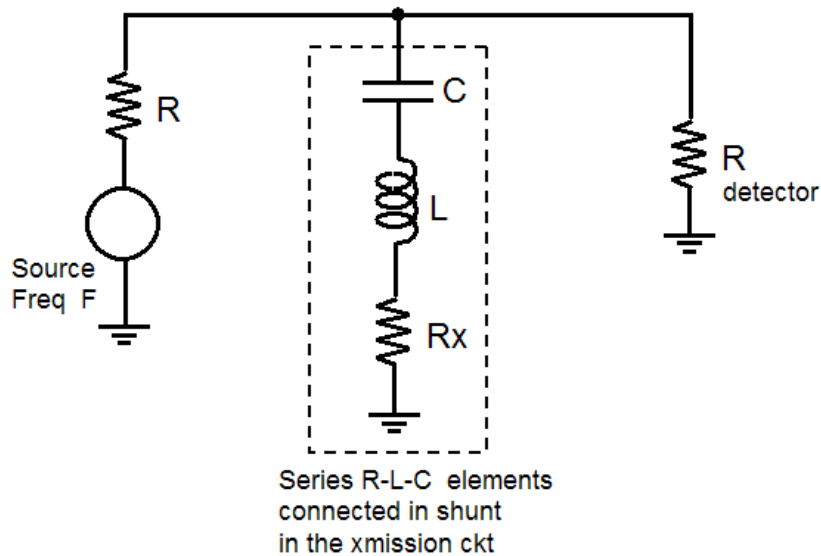 R
Source
Freq F
C
L
Rx
R
detector
Series R-L-C elements
connected in shunt
in the xmission ckt